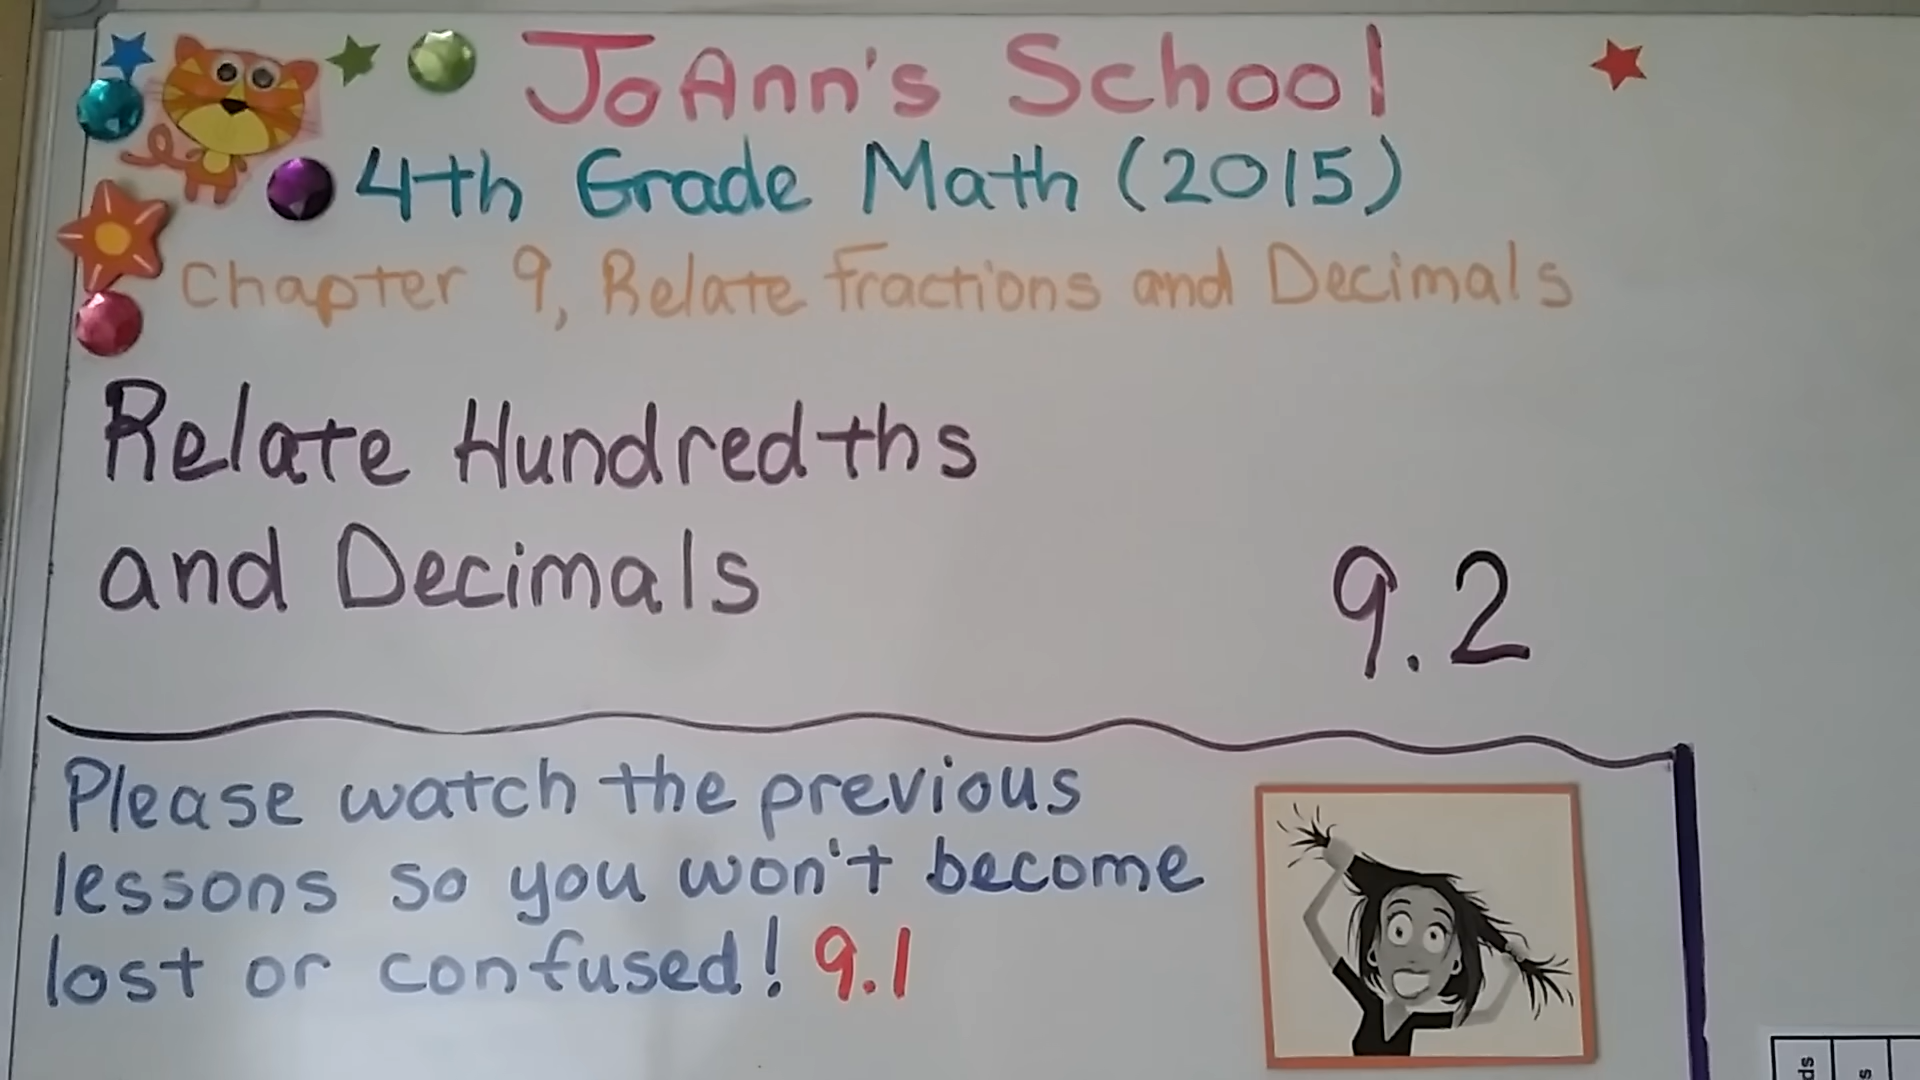 JoAnn's School
4th Grade Math (2015)
Chapter 9, Relate Fractions and Decimals
Relate Hundredths
and Decimals
9.2
Please watch the previous
lessons so you won't become
lost or confused! 9.1